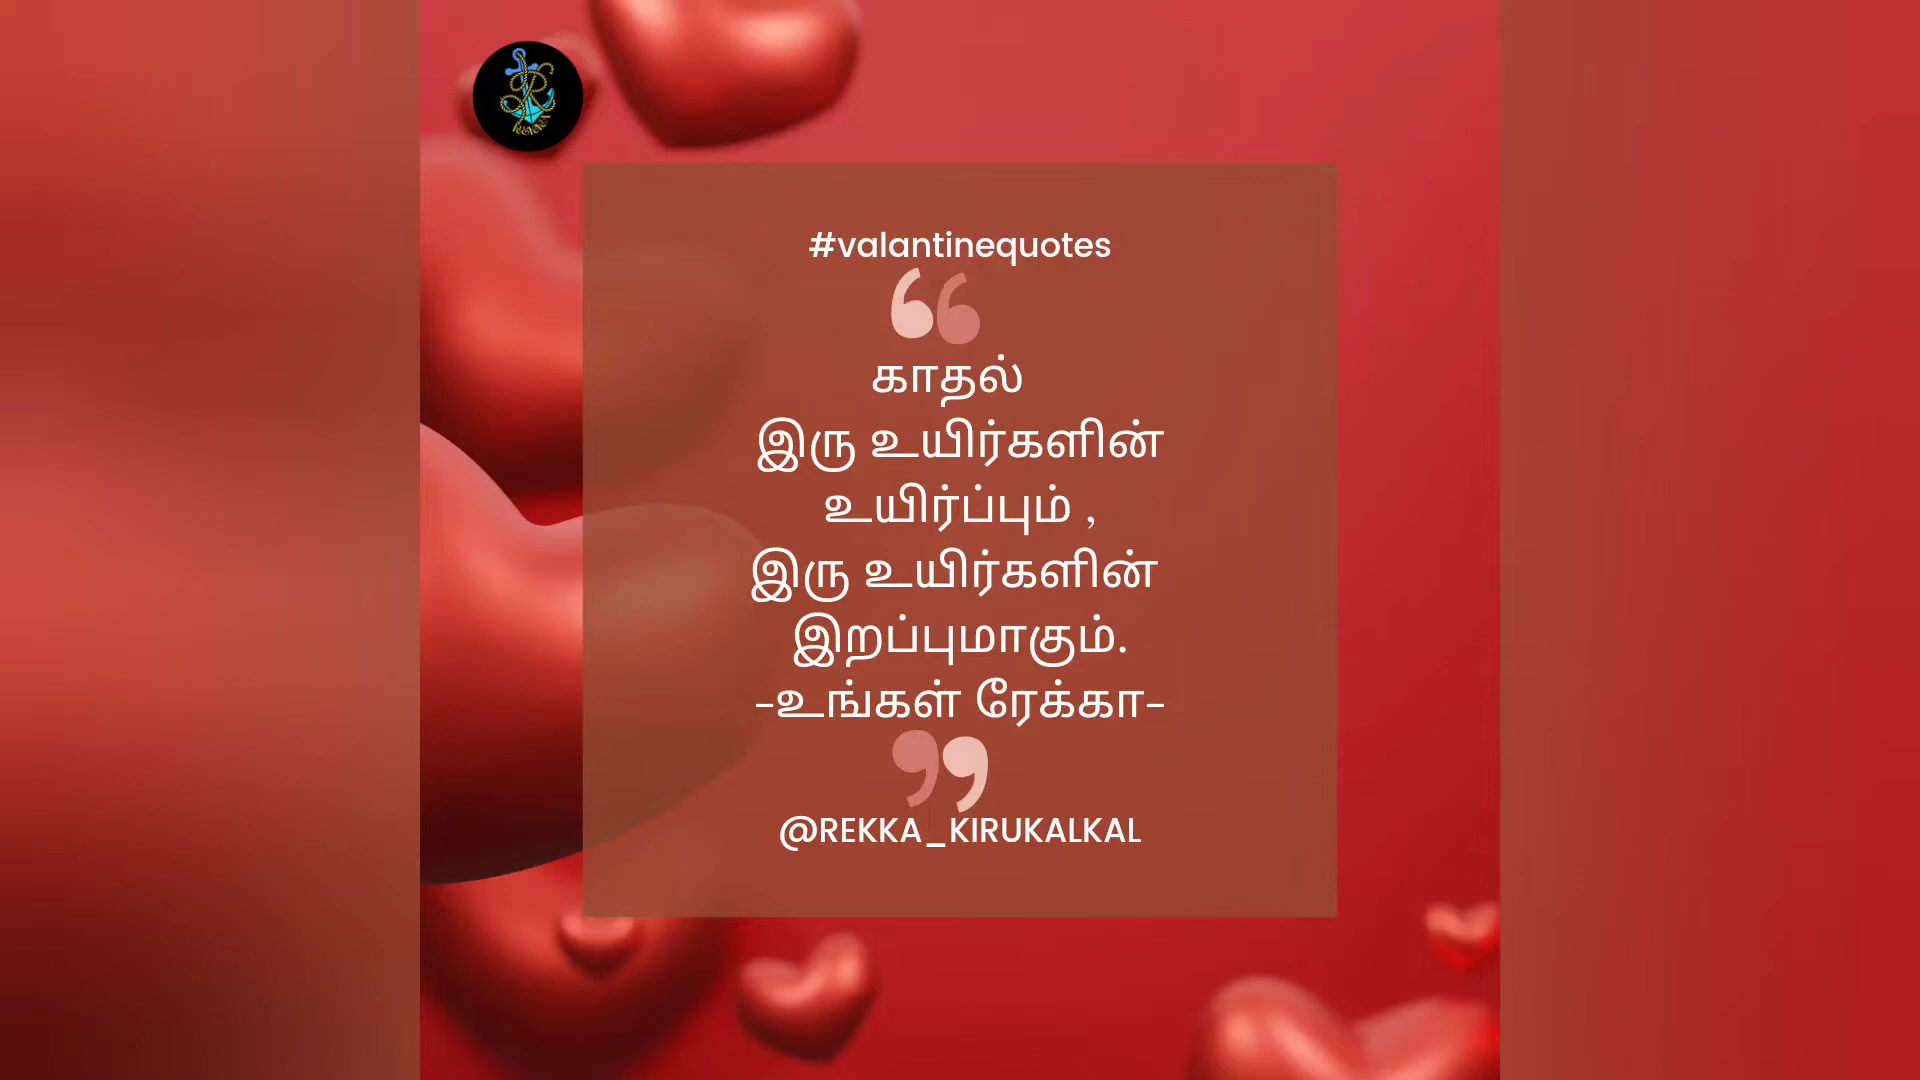 #valantinequotes
காதல்
இரு உயிர்களின்
உயிர்ப்பும் ,
இரு உயிர்களின்
இறப்புமாகும்.
-உங்கள் ரேக்கா-
@REKKA_KIRUKALKAL